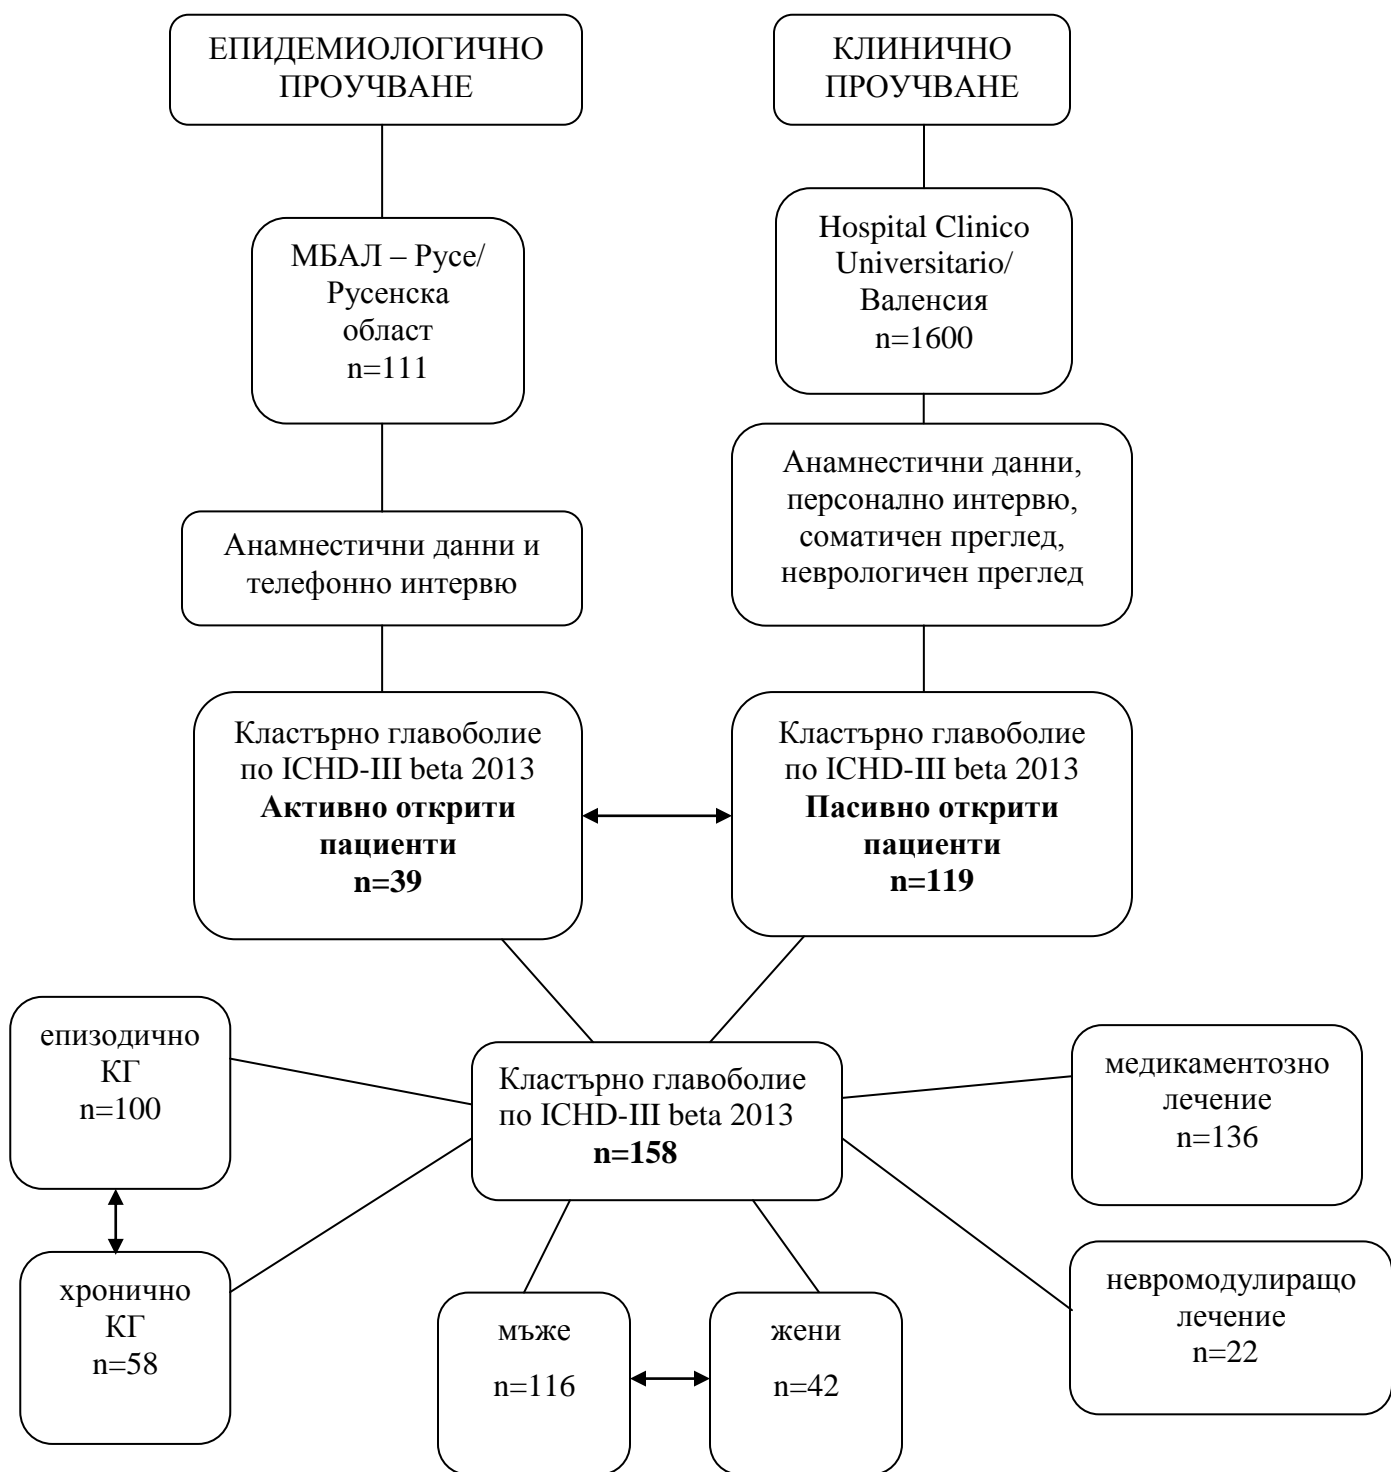 ЕПИДЕМИОЛОГИЧНО
ПРОУЧВАНЕ
КЛИНИЧНО
ПРОУЧВАНЕ
МБАЛ – Русе/
Русенска
област
n=111
Hospital Clinico
Universitario/
Валенсия
n=1600
Анамнестични данни и
телефонно интервю
Анамнестични данни,
персонално интервю,
соматичен преглед,
неврологичен преглед
Кластърно главоболие
по ICHD-III beta 2013
Активно открити
пациенти
n=39
Кластърно главоболие
по ICHD-III beta 2013
Пасивно открити
пациенти
n=119
епизодично
КГ
n=100
Кластърно главоболие
по ICHD-III beta 2013
n=158
медикаментозно
лечение
n=136
хронично
КГ
n=58
мъже
n=116
жени
n=42
невромодулиращо
лечение
n=22